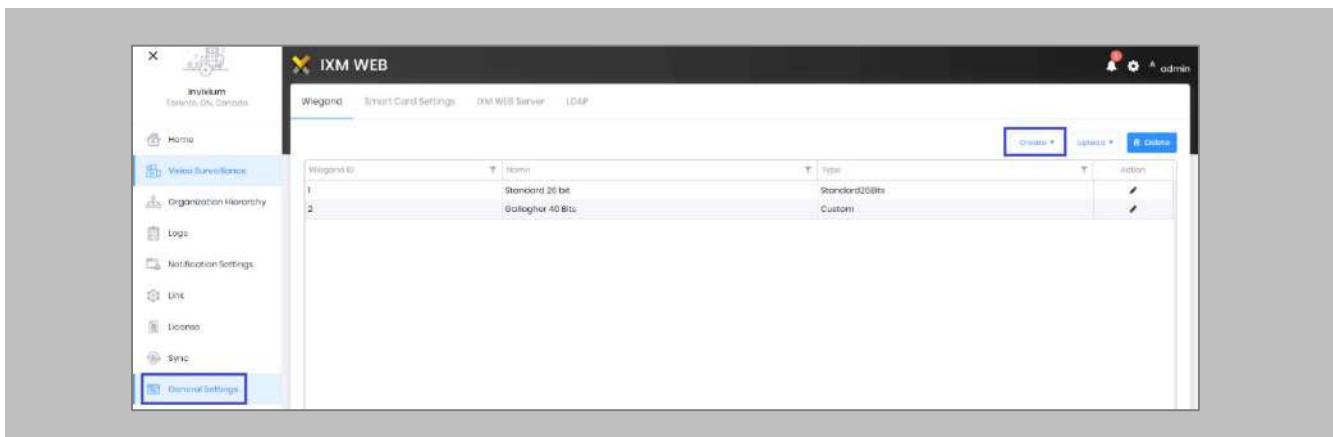 ×
IXM WEB
1
admin
Invixium
Toronto, ON, Canada
Wiegand
Smart Card Settings
IXM WEB Server
LDAP
Home
Create
Upload
Delete
Video Surveillance
Wiegand ID
Name
Type
Action
1
Standard 26 bit
Standard26Bits
2
Gallagher 40 Bits
Custom
Organization Hierarchy
Logs
Notification Settings
Link
License
Sync
General Settings